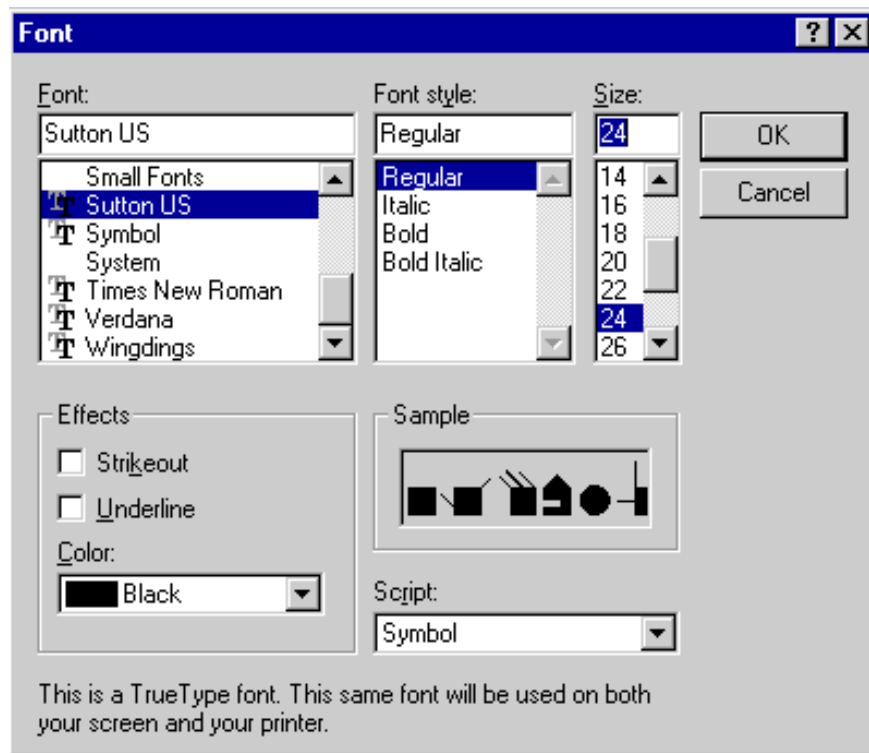 Font
Font:
Sutton US
Small Fonts
Sutton US
Symbol
System
Times New Roman
Verdana
Wingdings
Font style:
Regular
Regular
Italic
Bold
Bold Italic
Size:
24
14
16
18
20
22
24
26
OK
Cancel
Effects
Strikeout
Underline
Color:
Black
Sample
Script:
Symbol
This is a TrueType font. This same font will be used on both
your screen and your printer.